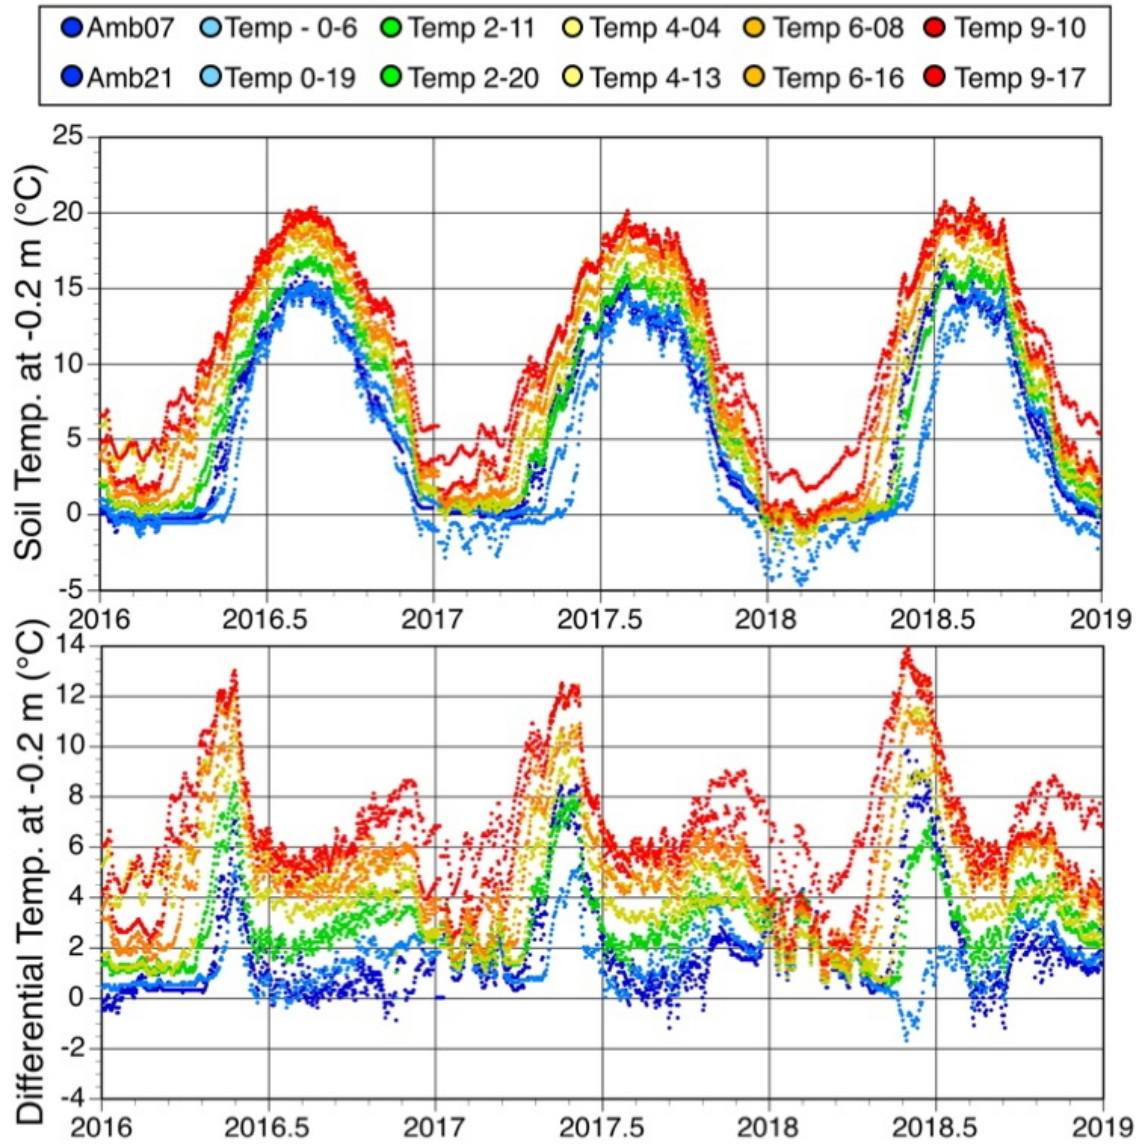 Amb07 Temp - 0-6 Temp 2-11 Temp 4-04 Temp 6-08 Temp 9-10
Amb21 Temp 0-19 Temp 2-20 Temp 4-13 Temp 6-16 Temp 9-17
Soil Temp. at -0.2 m (°C)
25
20
15
10
5
0
-5
2016 2016.5 2017 2017.5 2018 2018.5 2019
Differential Temp. at -0.2 m (°C)
14
12
10
8
6
4
2
0
-2
-4
2016 2016.5 2017 2017.5 2018 2018.5 2019